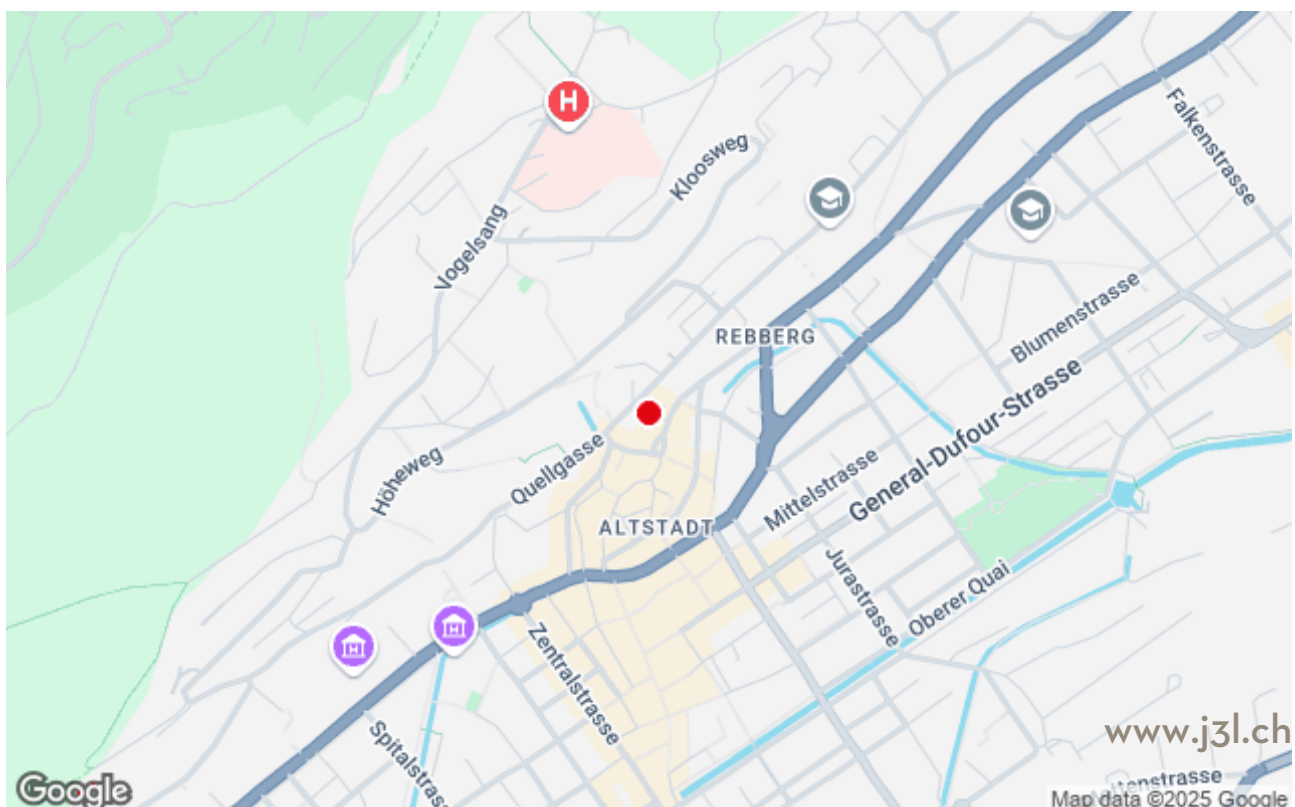 H
Kloosweg
Falkenstrasse
Vogelsang
REBBERG
Blumenstrasse
General-Dufour-Strasse
Höheweg
Quellgasse
Mittelstrasse
ALTSTADT
Jurastrasse
Oberer Quai
H
H
Zentralstrasse
Spitalstrasse
www.j3l.ch
Google
Map data ©2025 Google